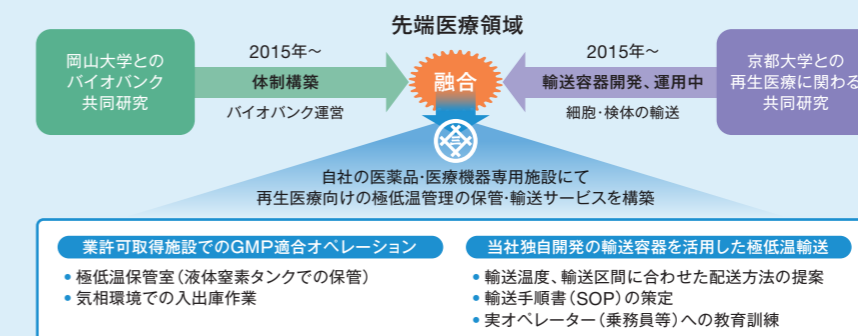 先端医療領域
岡山大学との
バイオバンク
共同研究
2015年～
体制構築
バイオバンク運営
融合
2015年～
輸送容器開発、運用中
細胞・検体の輸送
京都大学との
再生医療に関わる
共同研究
自社の医薬品・医療機器専用施設にて
再生医療向けの極低温管理の保管・輸送サービスを構築
業許可取得施設でのGMP適合オペレーション
• 極低温保管室（液体窒素タンクでの保管）
• 気相環境での入出庫作業
当社独自開発の輸送容器を活用した極低温輸送
• 輸送温度、輸送区間に合わせた配送方法の提案
• 輸送手順書（SOP）の策定
• 実オペレーター（乗務員等）への教育訓練